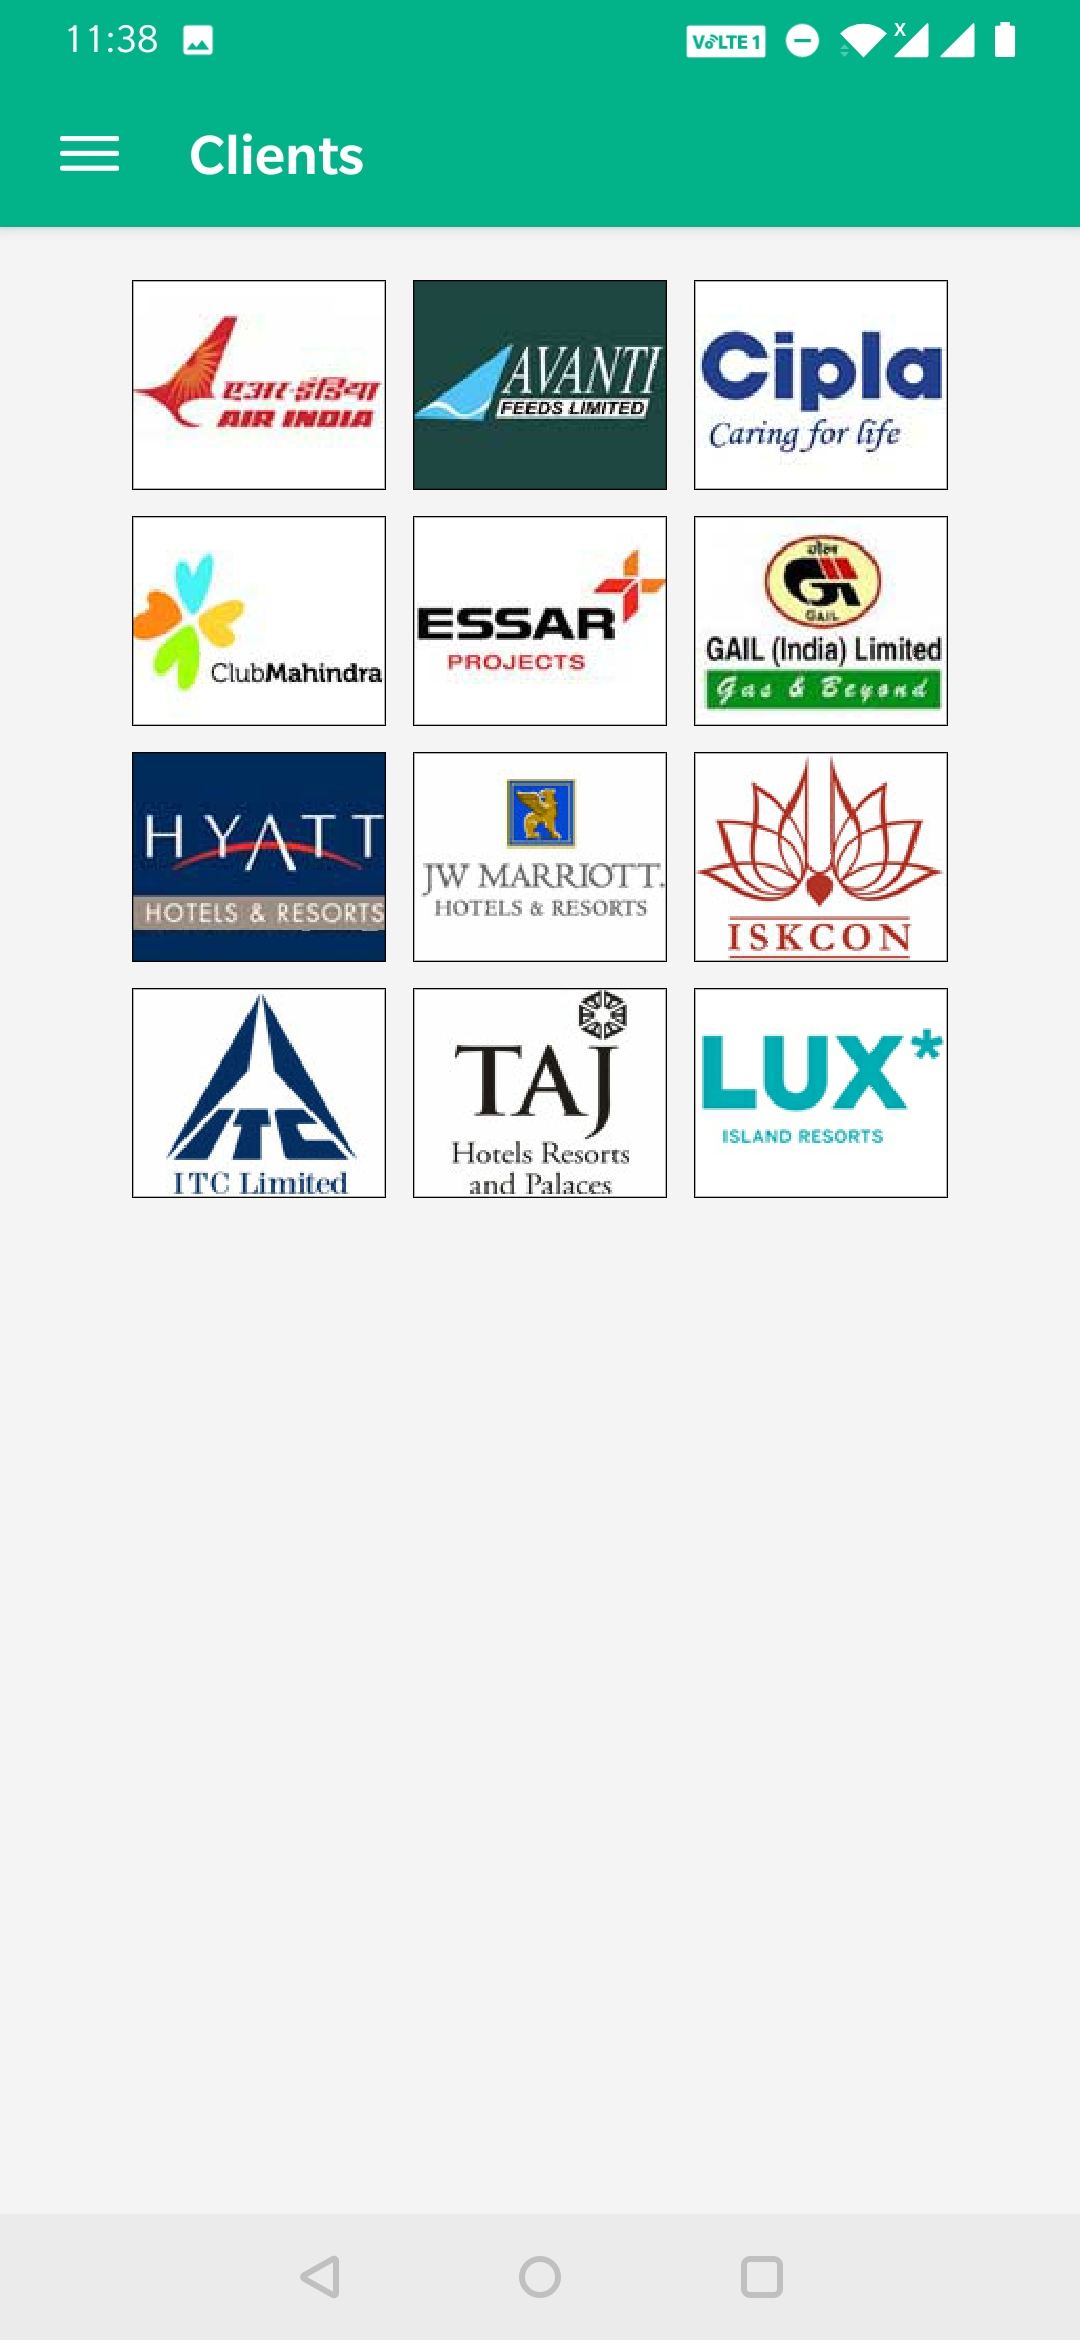 11:38
VoLTE 1
X
Clients
एअर-इंडिया
AIR INDIA
AVANTI
FEEDS LIMITED
Cipla
Caring for life
ClubMahindra
ESSAR
PROJECTS
गेल
GAIL
GAIL (India) Limited
Gas & Beyond
HYATT
HOTELS & RESORTS
JW MARRIOTT.
HOTELS & RESORTS
ISKCON
ITC
ITC Limited
TAJ
Hotels Resorts
and Palaces
LUX*
ISLAND RESORTS